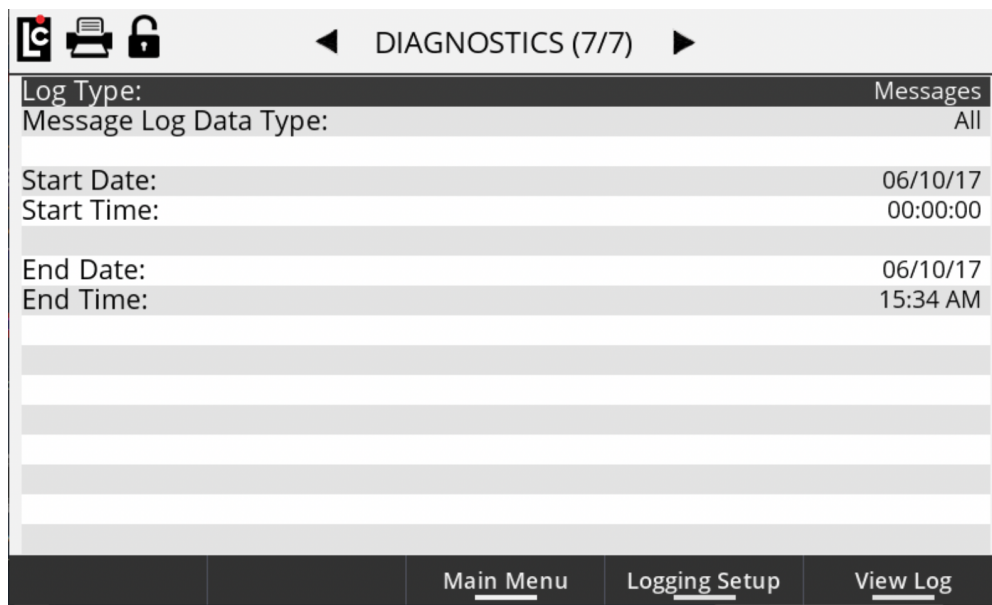 LC
DIAGNOSTICS (7/7)
Log Type: Messages
Message Log Data Type: All
Start Date: 06/10/17
Start Time: 00:00:00
End Date: 06/10/17
End Time: 15:34 AM
Main Menu Logging Setup View Log